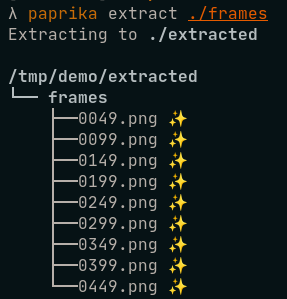 λ paprika extract ./frames
Extracting to ./extracted
/tmp/demo/extracted
└── frames
    ├──0049.png ✨
    ├──0099.png ✨
    ├──0149.png ✨
    ├──0199.png ✨
    ├──0249.png ✨
    ├──0299.png ✨
    ├──0349.png ✨
    ├──0399.png ✨
    └──0449.png ✨